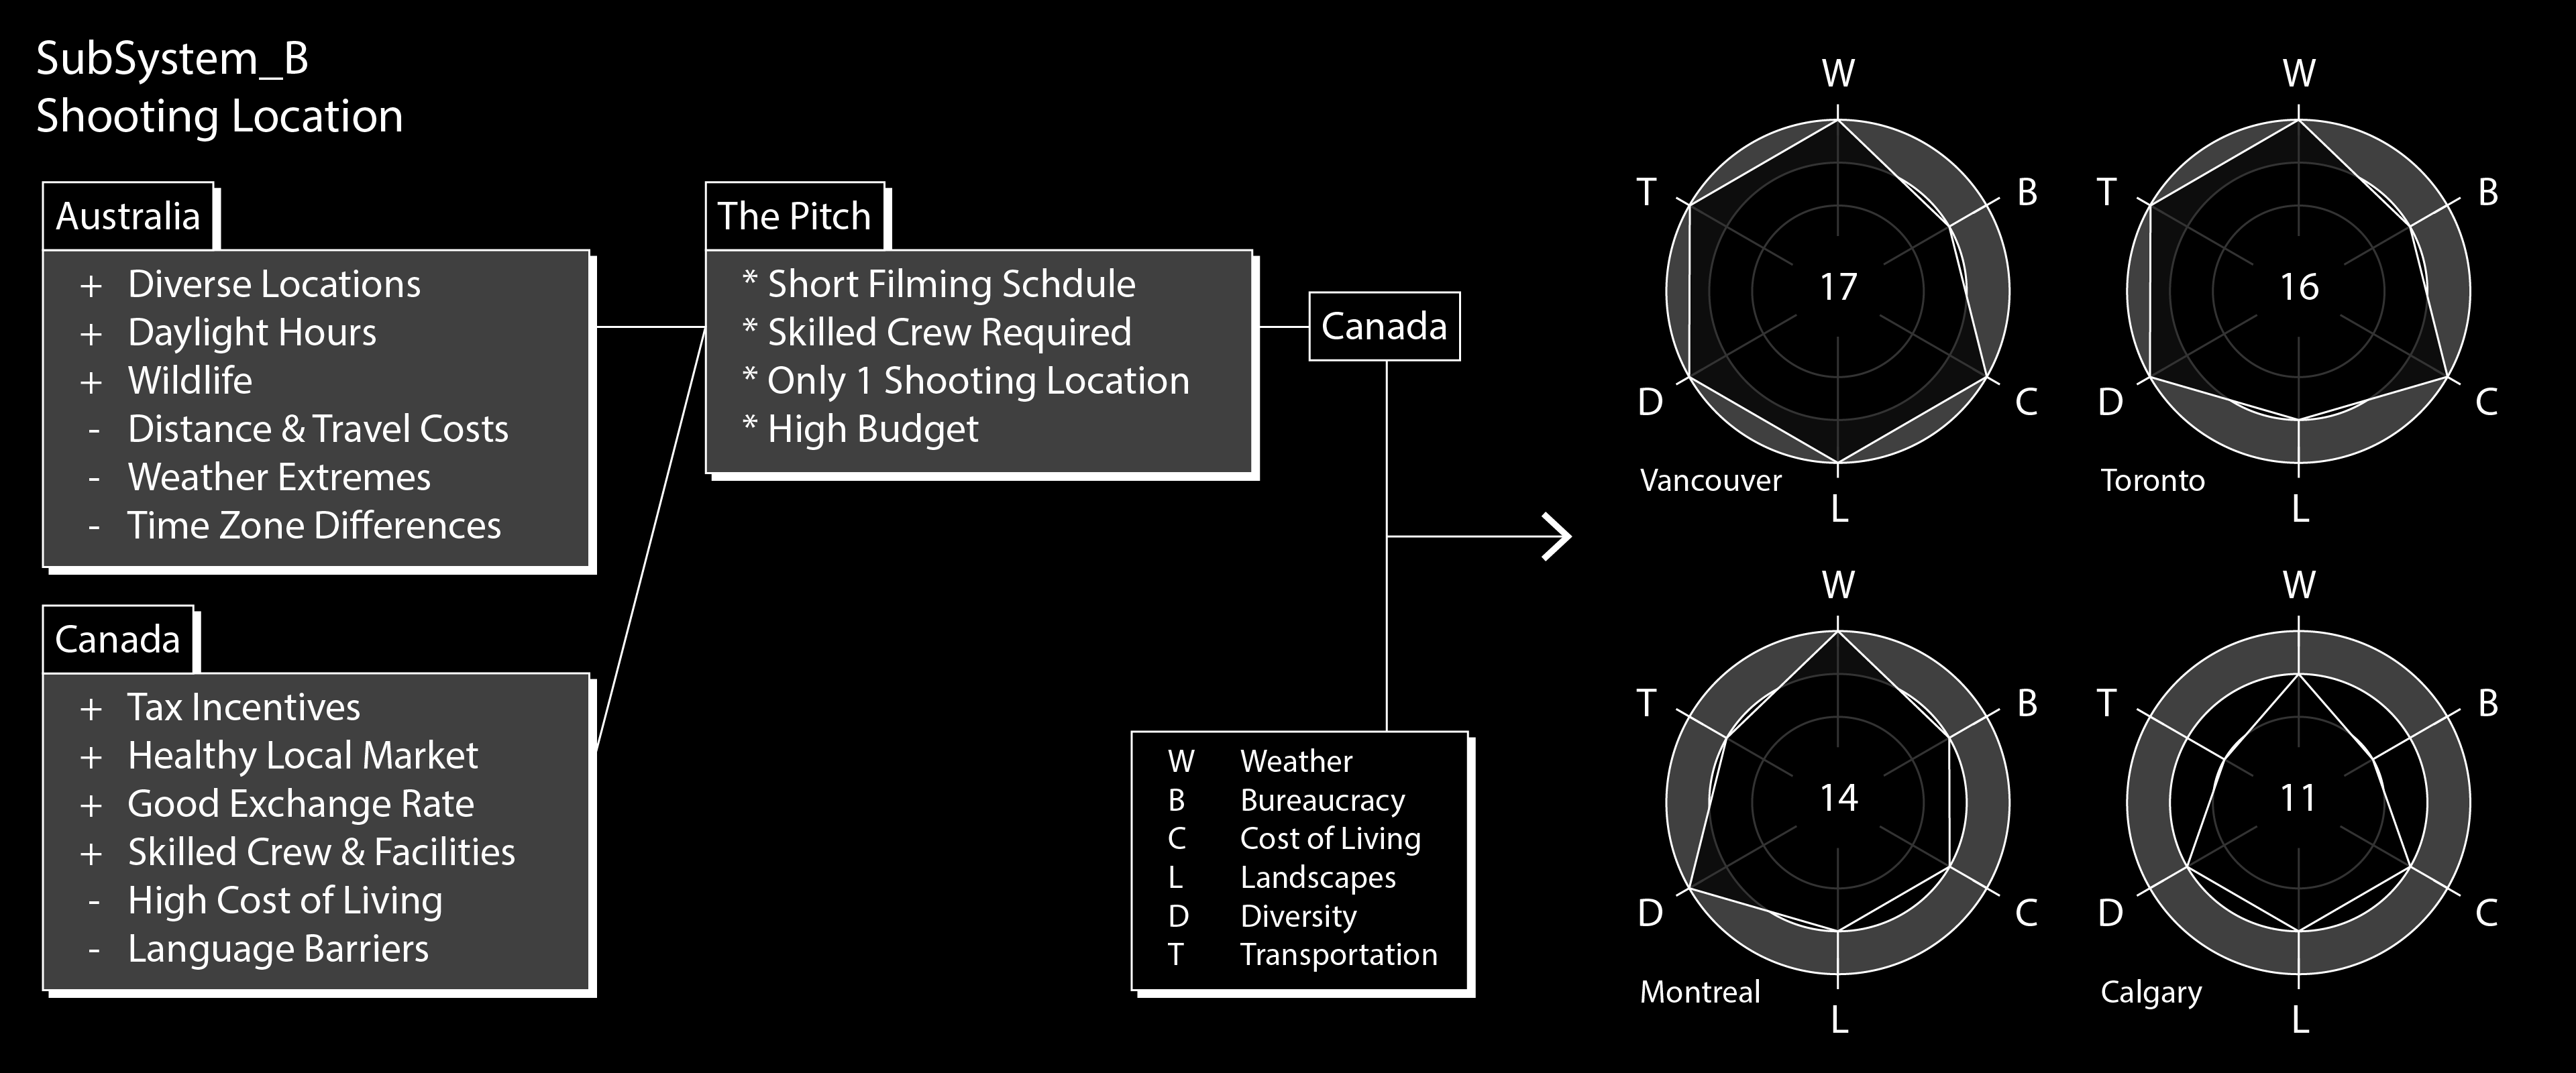 SubSystem_B
Shooting Location
Australia
+ Diverse Locations
+ Daylight Hours
+ Wildlife
- Distance & Travel Costs
- Weather Extremes
- Time Zone Differences
Canada
+ Tax Incentives
+ Healthy Local Market
+ Good Exchange Rate
+ Skilled Crew & Facilities
- High Cost of Living
- Language Barriers
The Pitch
* Short Filming Schdule
* Skilled Crew Required
* Only 1 Shooting Location
* High Budget
Canada
W Weather
B Bureaucracy
C Cost of Living
L Landscapes
D Diversity
T Transportation
W
T
B
17
D
C
Vancouver
L
W
T
B
16
D
C
Toronto
L
W
T
B
14
D
C
Montreal
L
W
T
B
11
D
C
Calgary
L